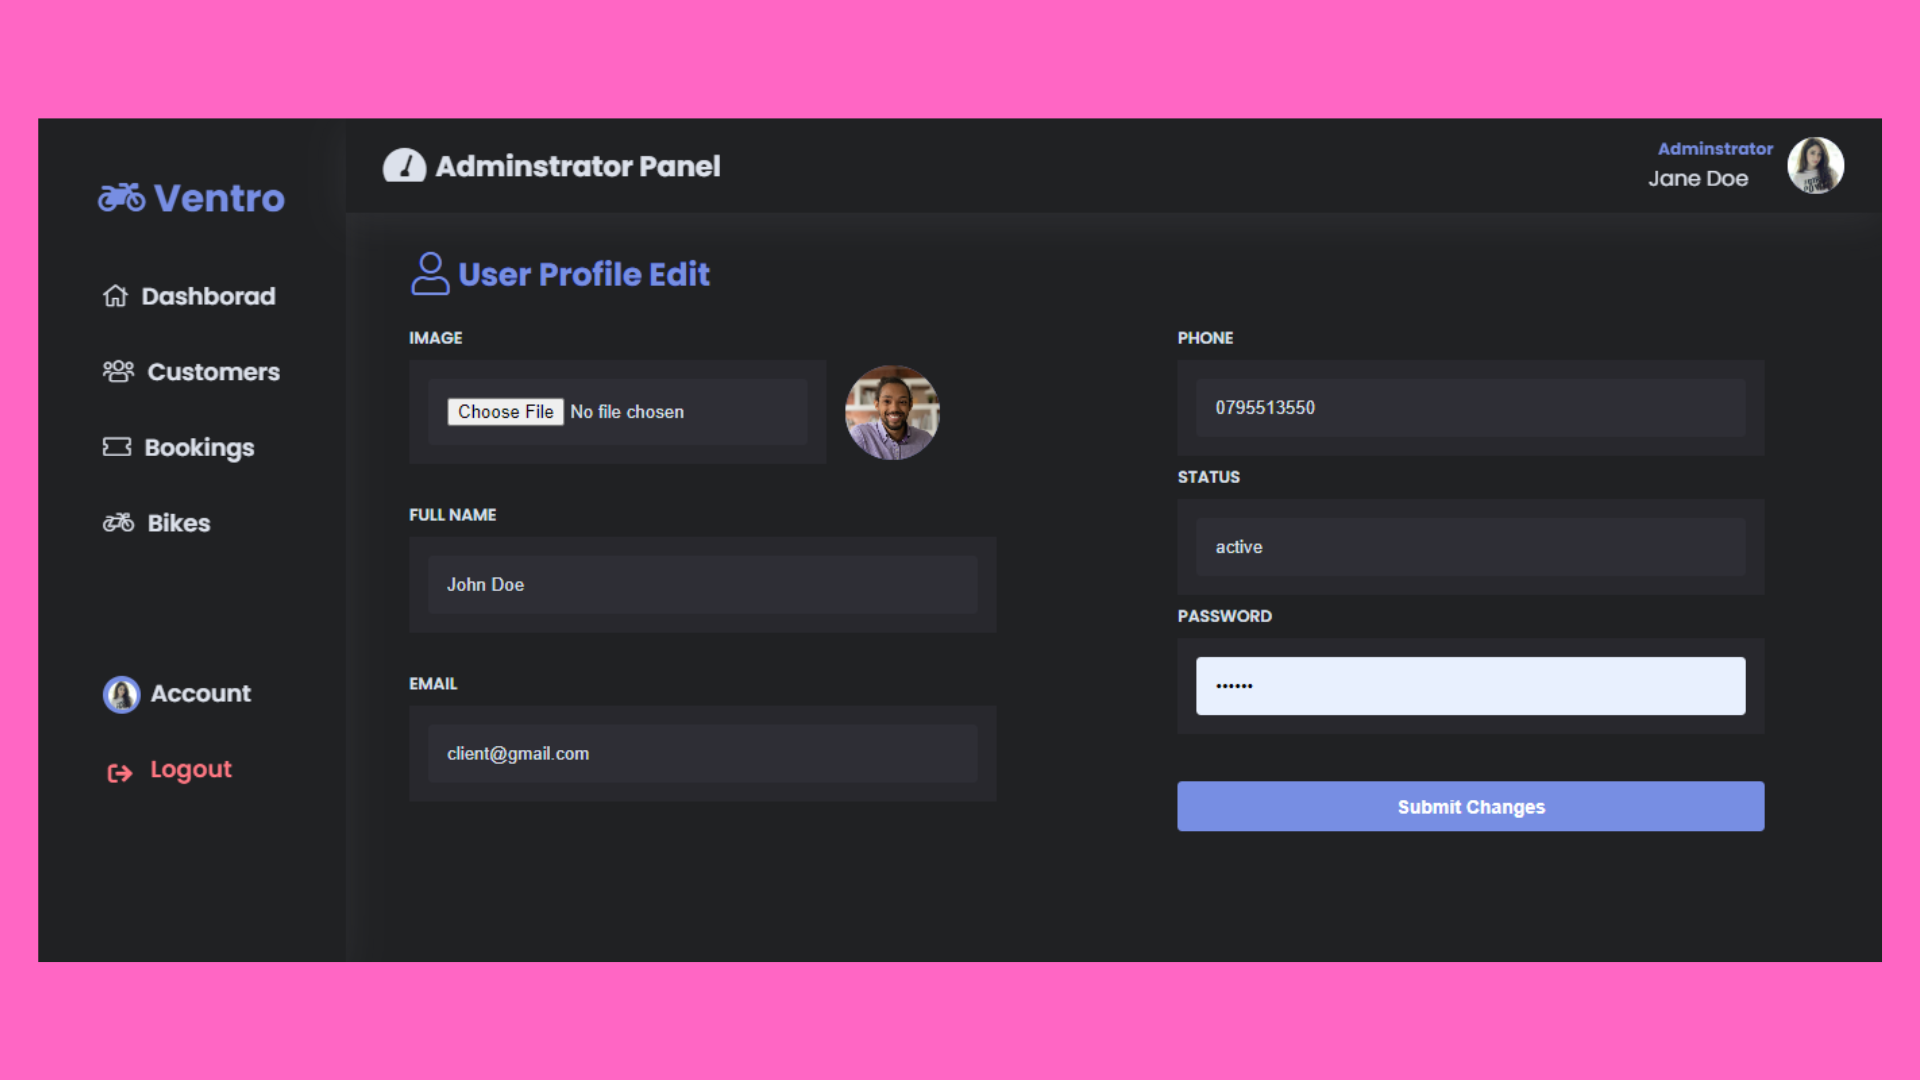 Ventro
Dashborad
Customers
Bookings
Bikes
Account
Logout
Adminstrator Panel
Adminstrator
Jane Doe
User Profile Edit
IMAGE
Choose File No file chosen
FULL NAME
John Doe
EMAIL
client@gmail.com
PHONE
0795513550
STATUS
active
PASSWORD
••••••
Submit Changes